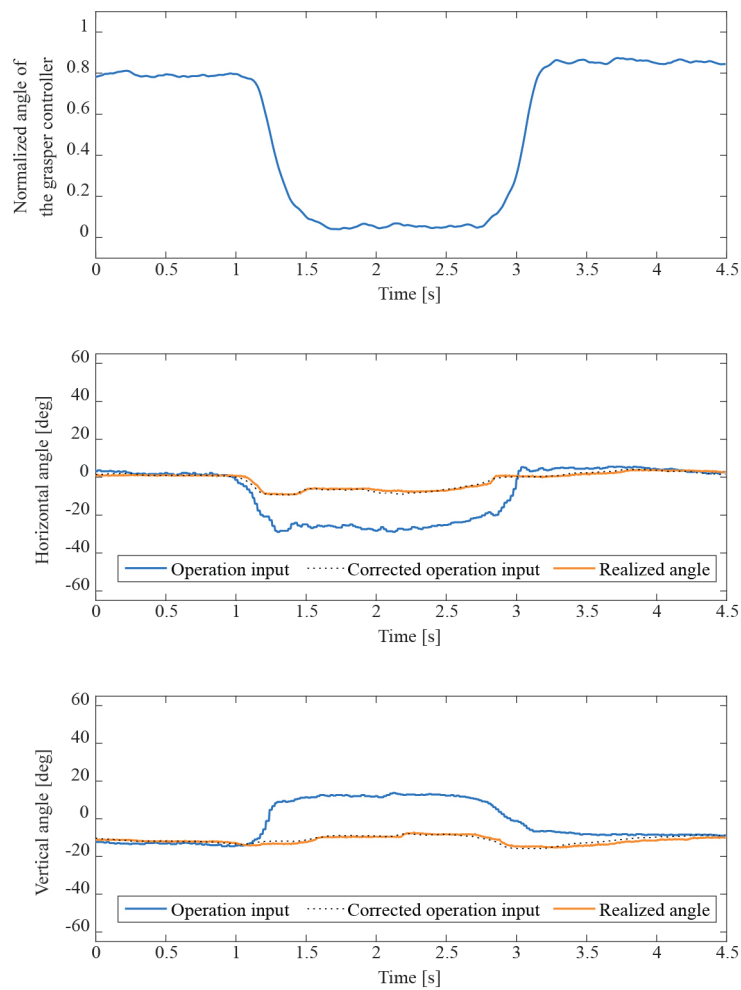 Normalized angle of
the grasper controller
1
0.8
0.6
0.4
0.2
0
0 0.5 1 1.5 2 2.5 3 3.5 4 4.5
Time [s]
Horizontal angle [deg]
60
40
20
0
-20
-40
-60
Operation input Corrected operation input Realized angle
0 0.5 1 1.5 2 2.5 3 3.5 4 4.5
Time [s]
Vertical angle [deg]
60
40
20
0
-20
-40
-60
Operation input Corrected operation input Realized angle
0 0.5 1 1.5 2 2.5 3 3.5 4 4.5
Time [s]